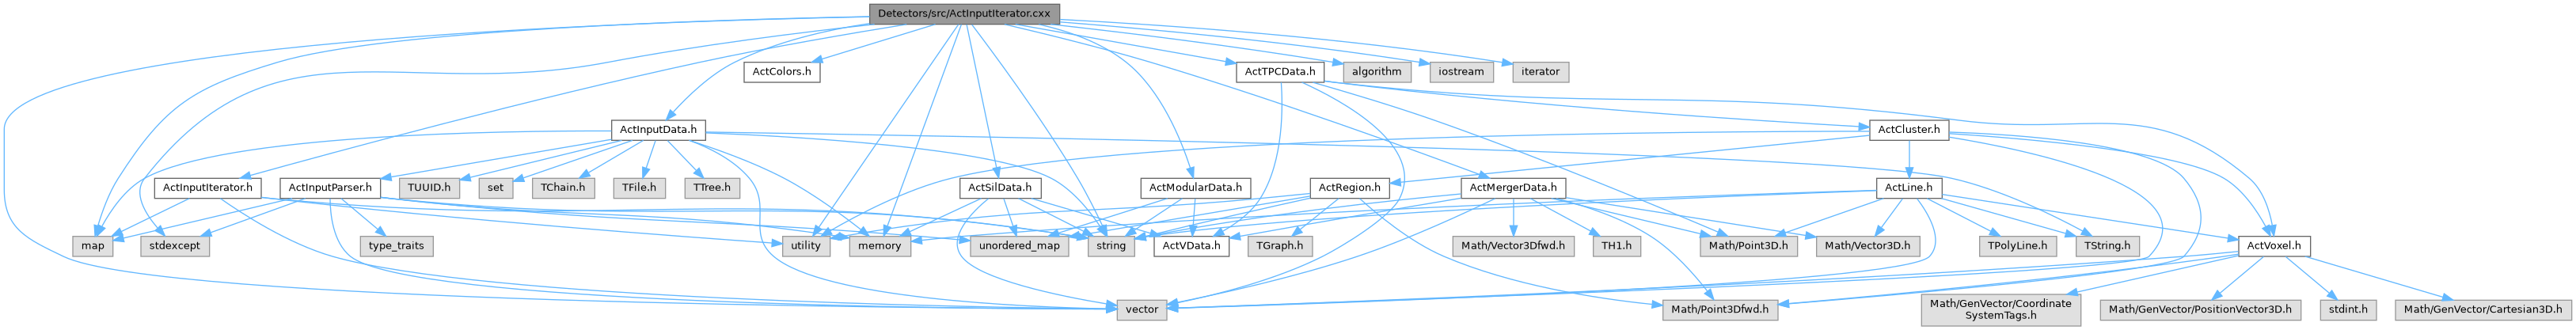 Detectors/src/ActInputIterator.cxx
ActColors.h
ActTPCData.h
algorithm
iostream
iterator
ActInputData.h
ActCluster.h
ActInputIterator.h
ActInputParser.h
TUUID.h
set
TChain.h
TFile.h
TTree.h
ActSilData.h
ActModularData.h
ActRegion.h
ActMergerData.h
ActLine.h
map
stdexcept
type_traits
utility
memory
unordered_map
string
ActVData.h
TGraph.h
Math/Vector3Dfwd.h
TH1.h
Math/Point3D.h
Math/Vector3D.h
TPolyLine.h
TString.h
ActVoxel.h
vector
Math/Point3Dfwd.h
Math/GenVector/Coordinate
SystemTags.h
Math/GenVector/PositionVector3D.h
stdint.h
Math/GenVector/Cartesian3D.h